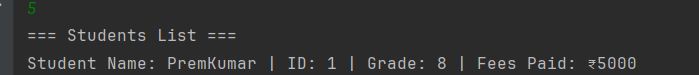 5
=== Students List ===
Student Name: PremKumar | ID: 1 | Grade: 8 | Fees Paid: ₹5000